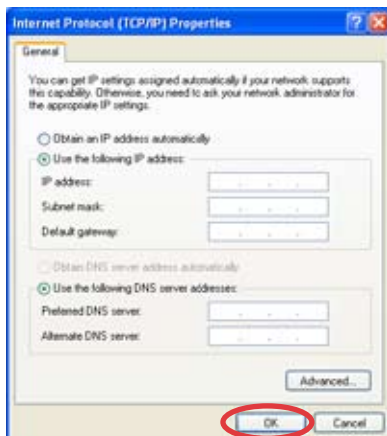 Internet Protocol (TCP/IP) Properties
General
You can get IP settings assigned automatically if your network supports
this capability. Otherwise, you need to ask your network administrator for
the appropriate IP settings.
Obtain an IP address automatically
Use the following IP address:
IP address:
Subnet mask:
Default gateway:
Obtain DNS server address automatically
Use the following DNS server addresses:
Preferred DNS server:
Alternate DNS server:
Advanced...
OK Cancel